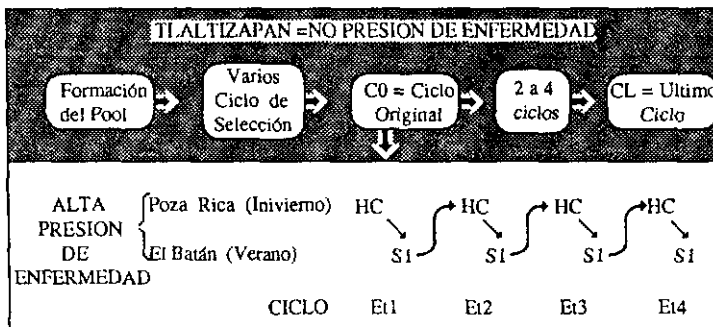 TLALTIZAPAN =NO PRESION DE ENFERMEDAD
Formación
del Pool
Varios
Ciclo de
Selección
C0 = Ciclo
Original
2 a 4
ciclos
CL = Ultimo
Ciclo
ALTA
PRESION
DE
ENFERMEDAD
Poza Rica (Inivierno) HC HC HC HC
El Batán (Verano) S1 S1 S1 S1
CICLO Et1 Et2 Et3 Et4